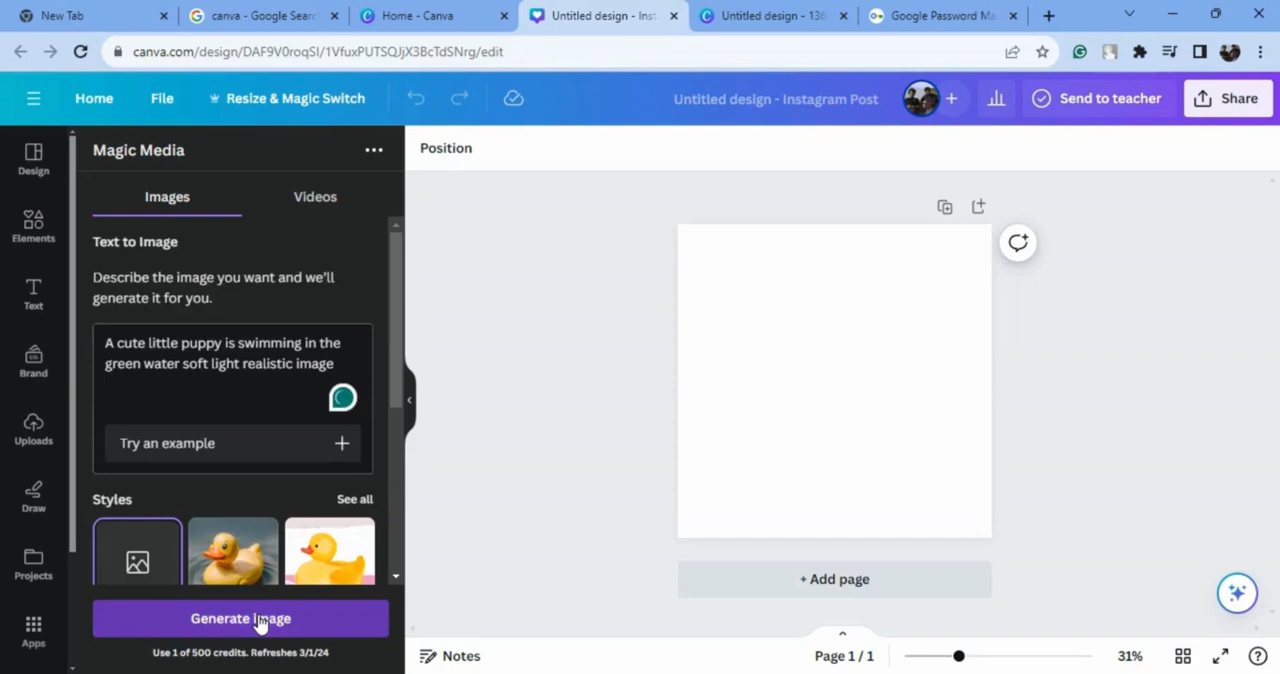 New Tab
canva - Google Searc
Home - Canva
Untitled design - Inst
Untitled design - 136
Google Password Ma
canva.com/design/DAF9V0roqSI/1VfuxPUTSQJjX3BcTdSNrg/edit
Home
File
Resize & Magic Switch
Untitled design - Instagram Post
Send to teacher
Share
Design
Elements
Text
Brand
Uploads
Draw
Projects
Apps
Magic Media
Images
Videos
Text to Image
Describe the image you want and we'll
generate it for you.
A cute little puppy is swimming in the
green water soft light realistic image
Try an example
Styles
See all
Generate Image
Use 1 of 500 credits. Refreshes 3/1/24
Position
+ Add page
Notes
Page 1 / 1
31%